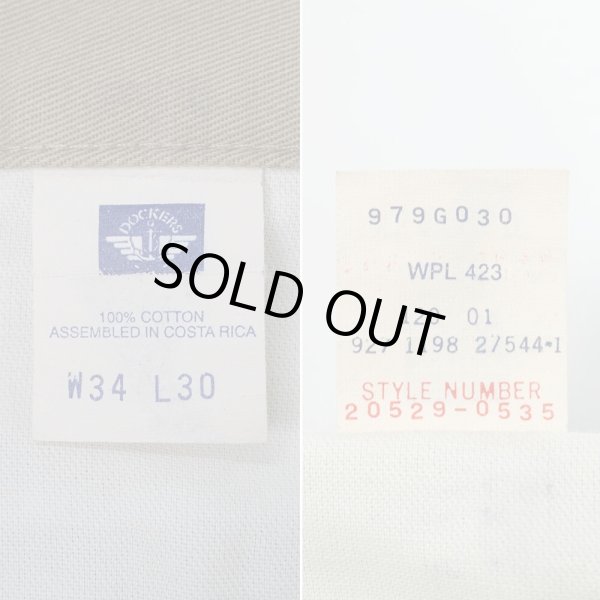 DOCKERS
100% COTTON
ASSEMBLED IN COSTA RICA
W34 L30
SOLD OUT
979G030
WPL 423
01
927 1198 27544*1
STYLE NUMBER
20529-0535